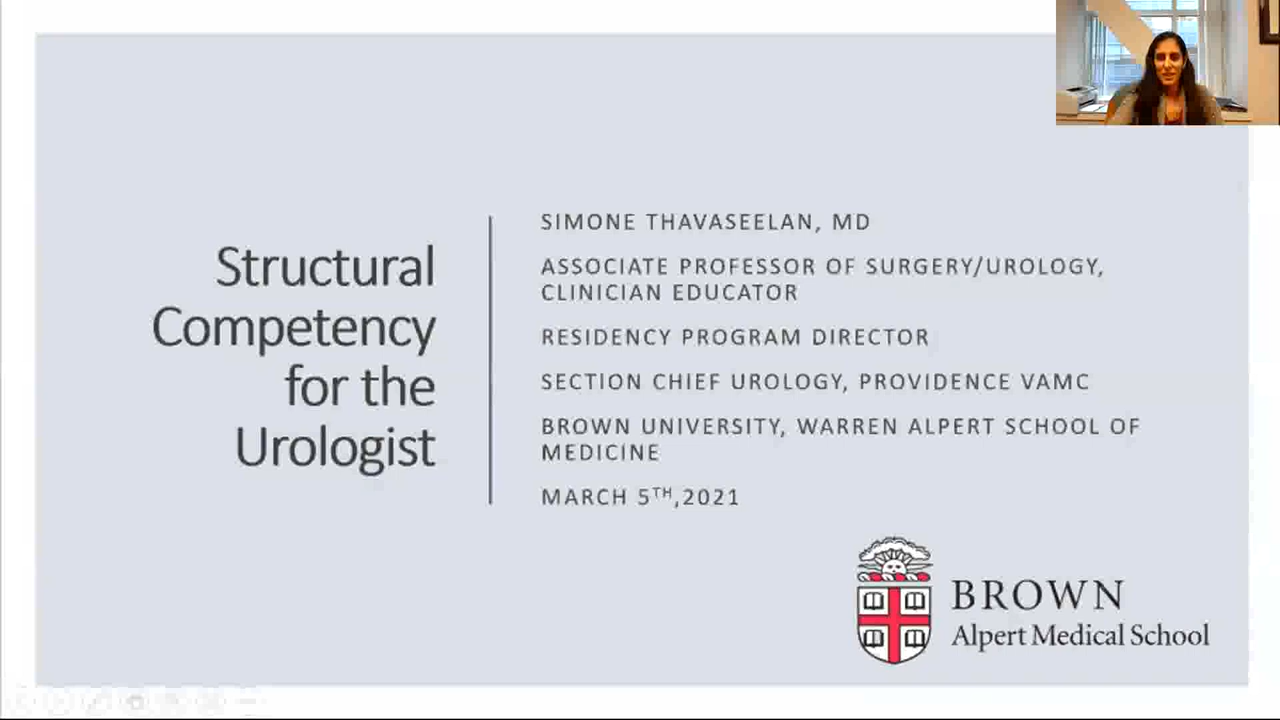 Structural
Competency
for the
Urologist
SIMONE THAVASEELAN, MD
ASSOCIATE PROFESSOR OF SURGERY/UROLOGY,
CLINICIAN EDUCATOR
RESIDENCY PROGRAM DIRECTOR
SECTION CHIEF UROLOGY, PROVIDENCE VAMC
BROWN UNIVERSITY, WARREN ALPERT SCHOOL OF
MEDICINE
MARCH 5TH,2021
BROWN
Alpert Medical School